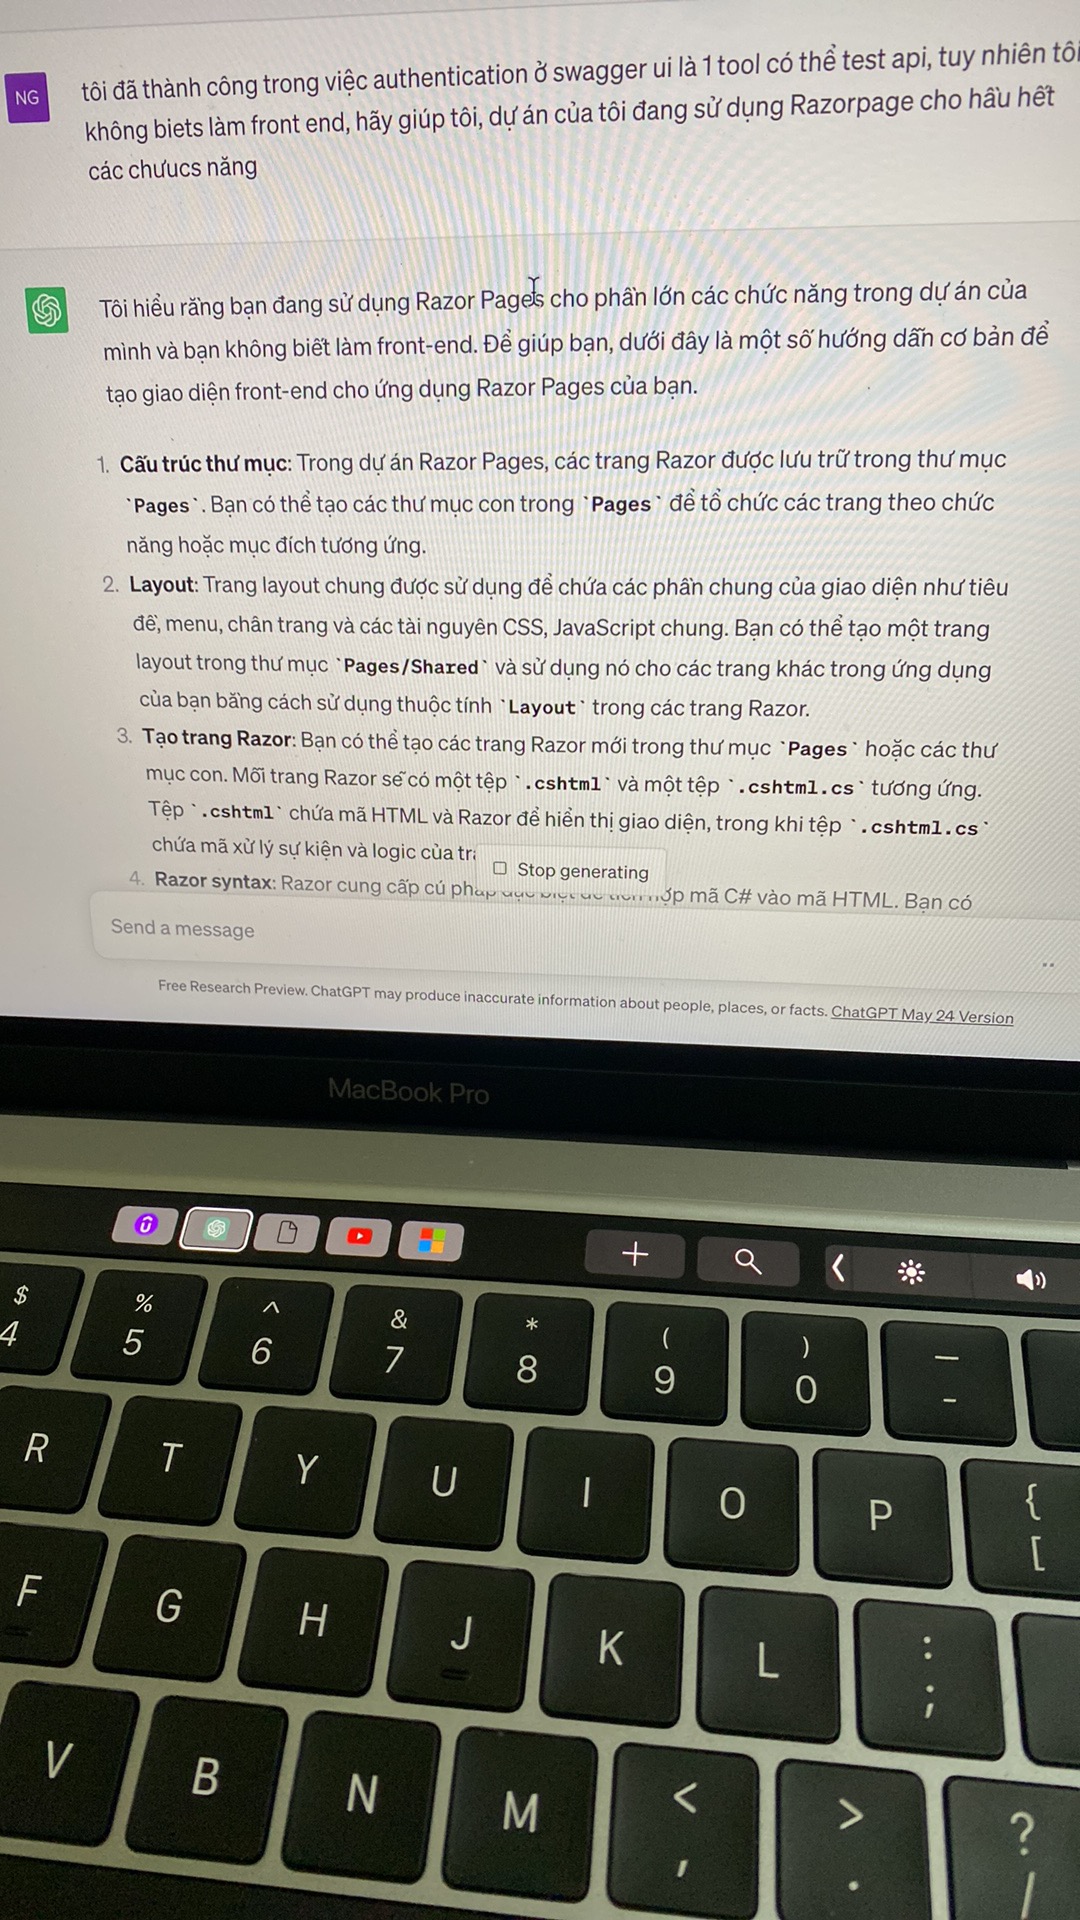 NG
tôi đã thành công trong việc authentication ở swagger ui là 1 tool có thể test api, tuy nhiên tôi
không biets làm front end, hãy giúp tôi, dự án của tôi đang sử dụng Razorpage cho hầu hết
các chưucs năng
Tôi hiểu rằng bạn đang sử dụng Razor Pages cho phần lớn các chức năng trong dự án của
mình và bạn không biết làm front-end. Để giúp bạn, dưới đây là một số hướng dẫn cơ bản để
tạo giao diện front-end cho ứng dụng Razor Pages của bạn.
1. Cấu trúc thư mục: Trong dự án Razor Pages, các trang Razor được lưu trữ trong thư mục
`Pages`. Bạn có thể tạo các thư mục con trong `Pages` để tổ chức các trang theo chức
năng hoặc mục đích tương ứng.
2. Layout: Trang layout chung được sử dụng để chứa các phần chung của giao diện như tiêu
đề, menu, chân trang và các tài nguyên CSS, JavaScript chung. Bạn có thể tạo một trang
layout trong thư mục `Pages/Shared` và sử dụng nó cho các trang khác trong ứng dụng
của bạn bằng cách sử dụng thuộc tính `Layout` trong các trang Razor.
3. Tạo trang Razor: Bạn có thể tạo các trang Razor mới trong thư mục `Pages` hoặc các thư
mục con. Mỗi trang Razor sẽ có một tệp `.cshtml` và một tệp `.cshtml.cs` tương ứng.
Tệp `.cshtml` chứa mã HTML và Razor để hiển thị giao diện, trong khi tệp `.cshtml.cs`
chứa mã xử lý sự kiện và logic của
Stop generating
4. Razor syntax: Razor cung cấp cú mã C# vào mã HTML. Bạn có
Send a message
Free Research Preview. ChatGPT may produce inaccurate information about people, places, or facts. ChatGPT May 24 Version
MacBook Pro
$ % ^ & * ( ) —
4 5 6 7 8 9 0 -
R T Y U I O P { [
F G H J K L : ;
V B N M < , > . ? /